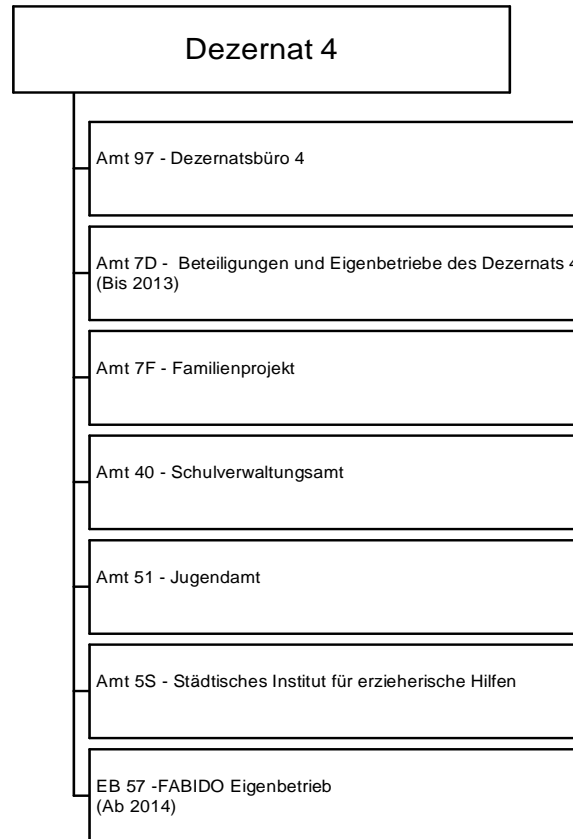 Dezernat 4
Amt 97 - Dezernatsbüro 4
Amt 7D - Beteiligungen und Eigenbetriebe des Dezernats 4
(Bis 2013)
Amt 7F - Familienprojekt
Amt 40 - Schulverwaltungsamt
Amt 51 - Jugendamt
Amt 5S - Städtisches Institut für erzieherische Hilfen
EB 57 -FABIDO Eigenbetrieb
(Ab 2014)